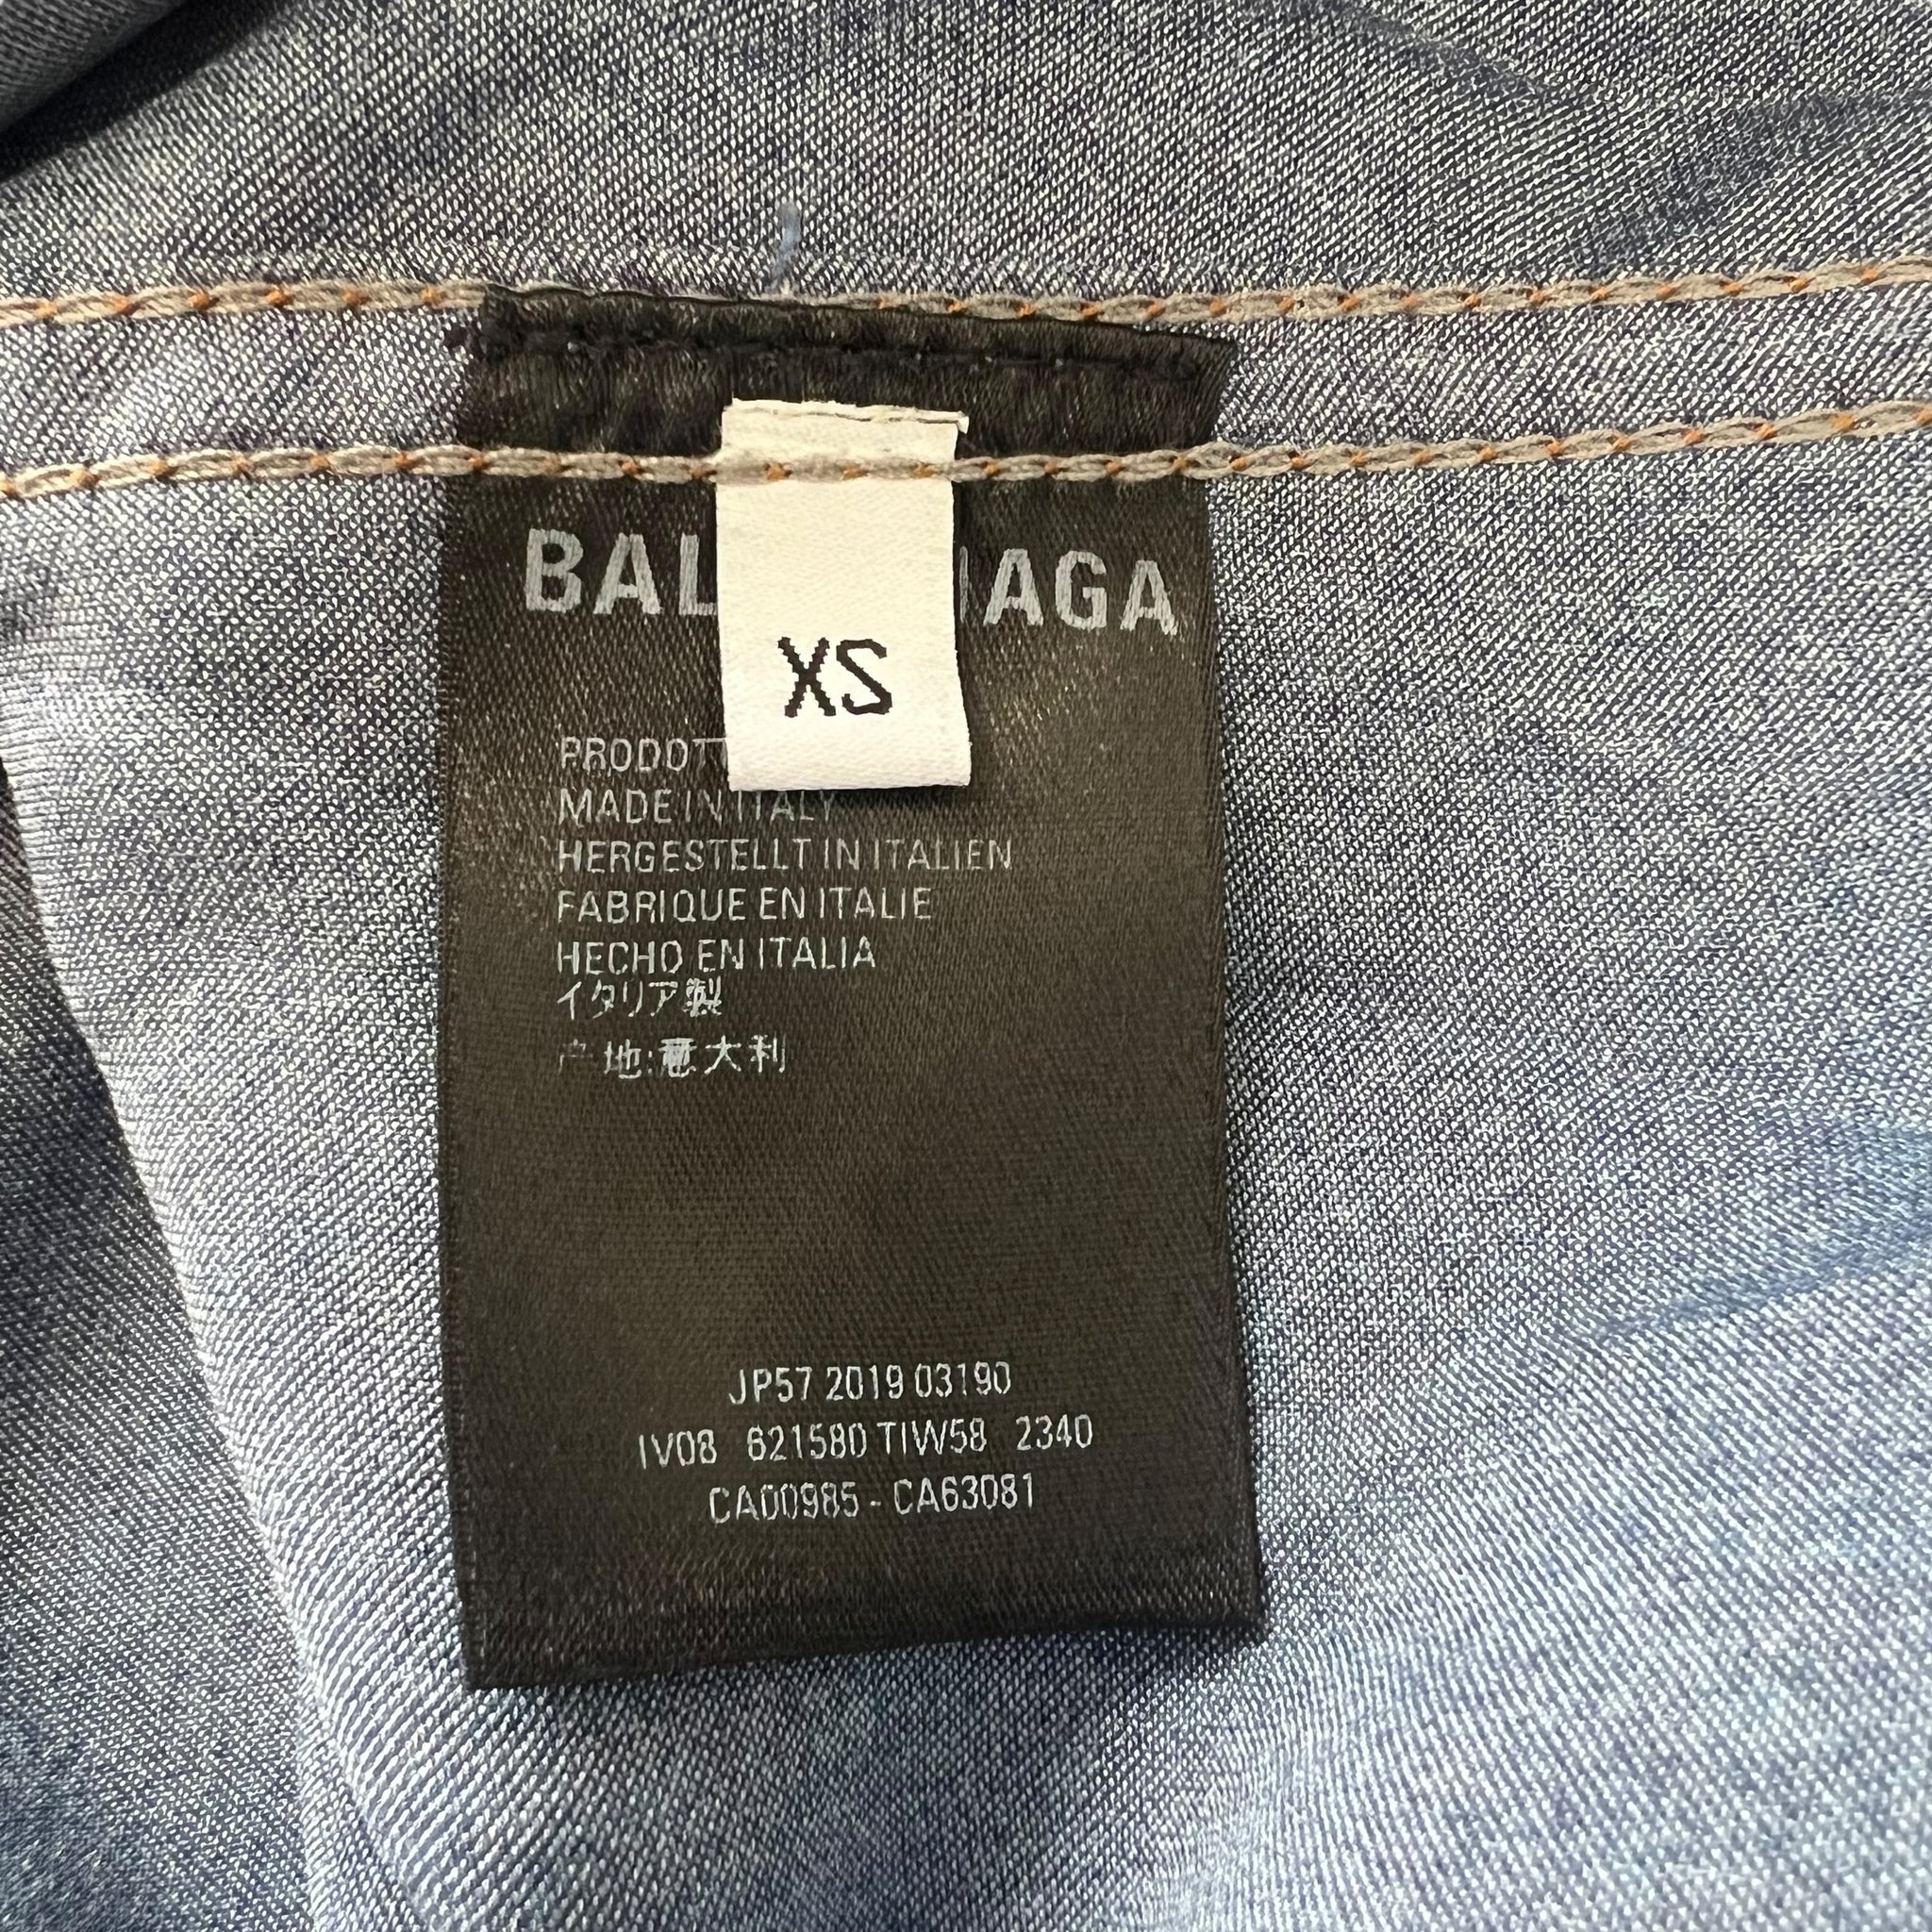 BAL IAGA
XS
PRODOTT
MADE IN ITALY
HERGESTELLT IN ITALIEN
FABRIQUE EN ITALIE
HECHO EN ITALIA
イタリア製
产地:意大利
JP57 2019 03190
IV08 621580 TIW58 2340
CA00985 - CA63081